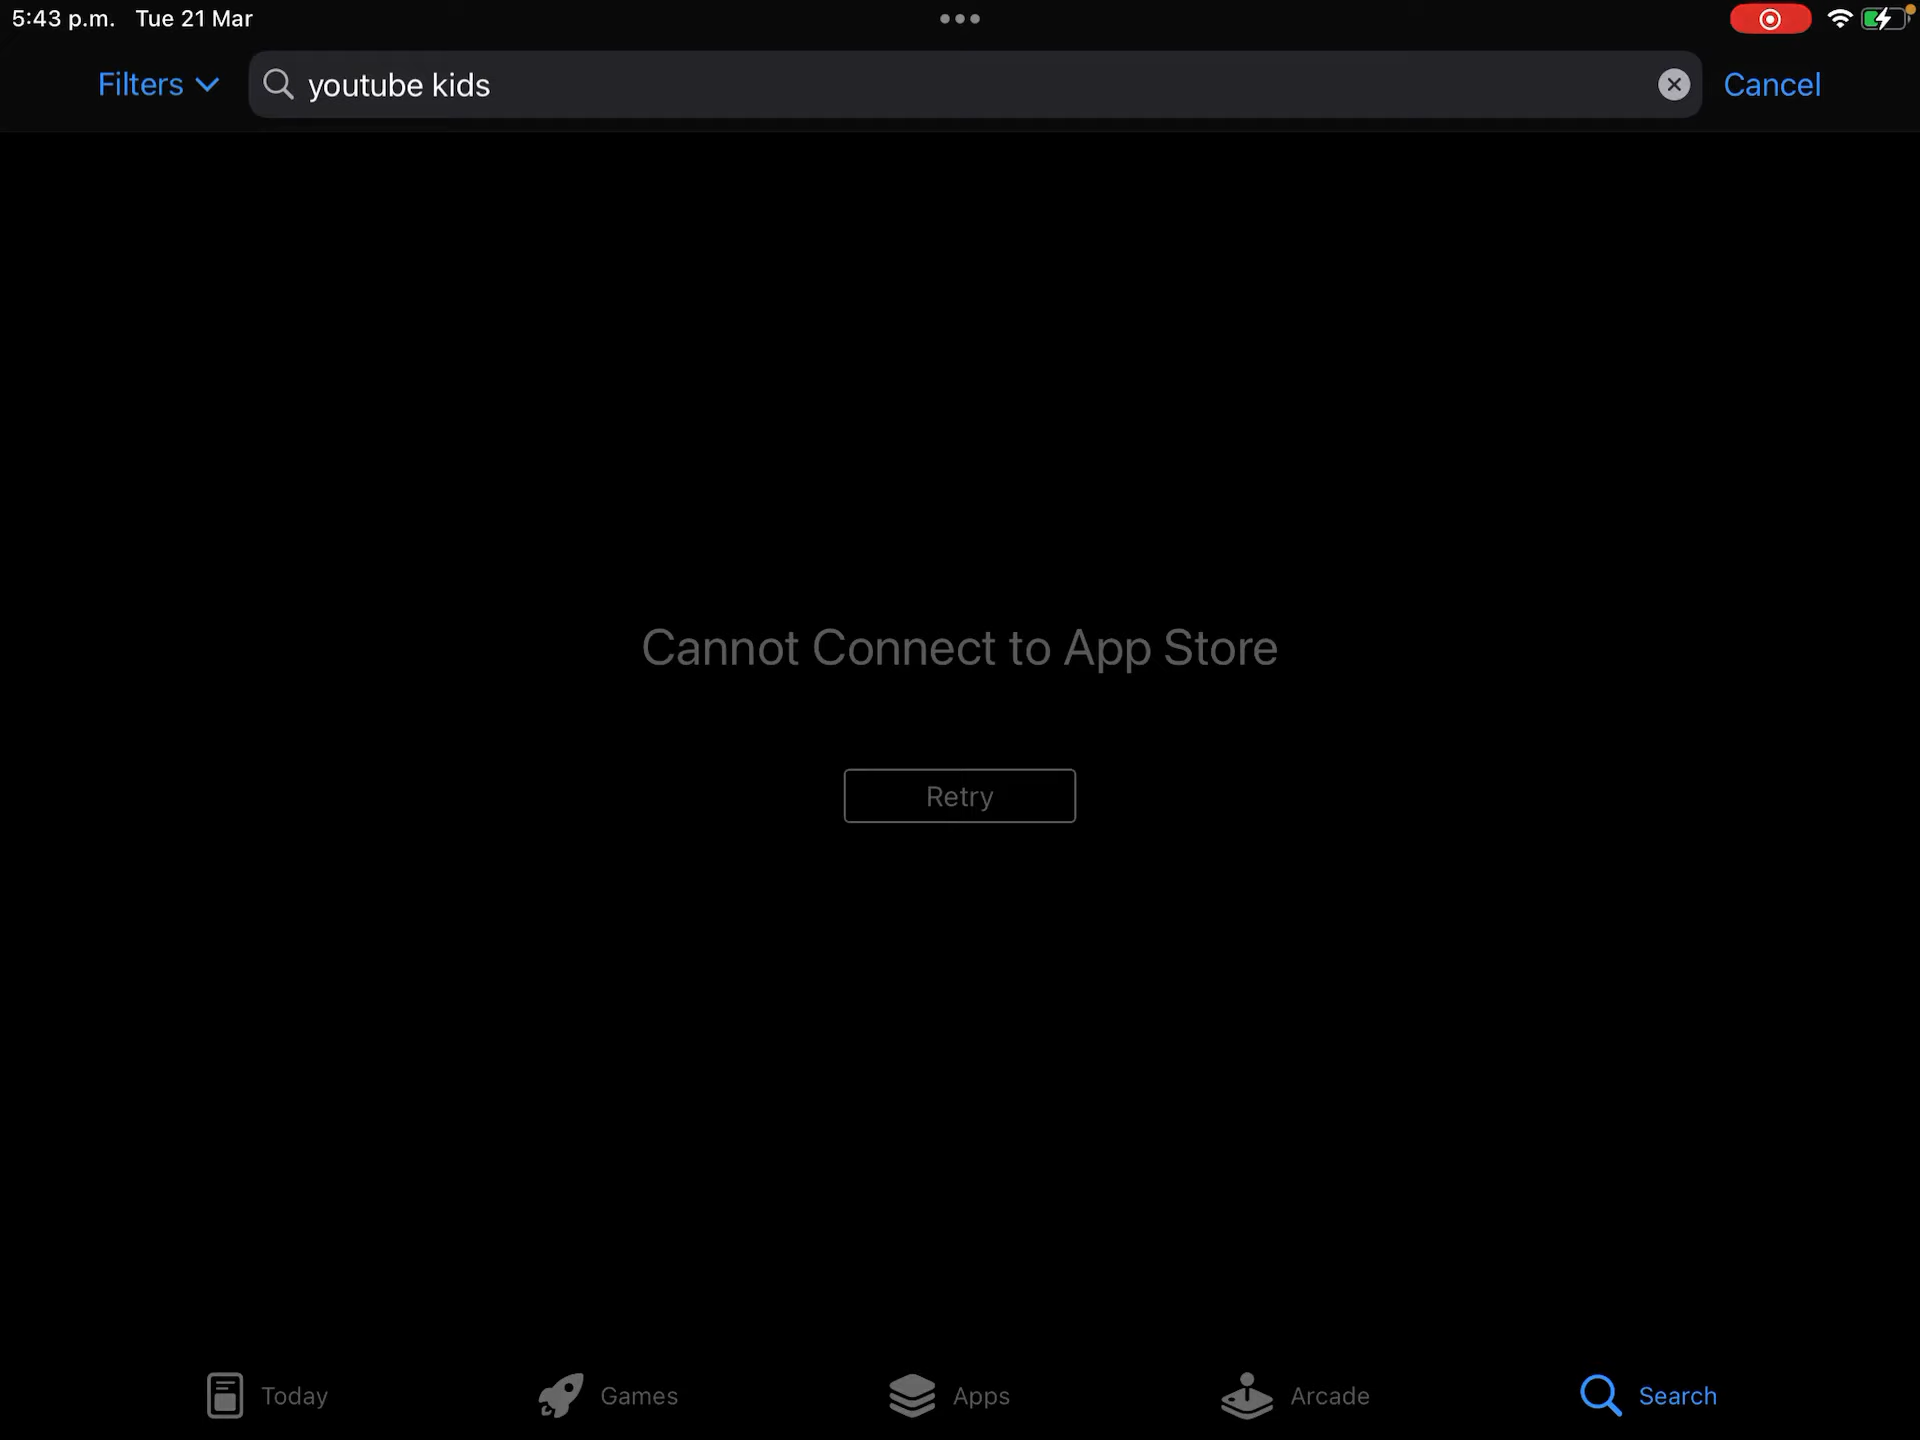 5:43 p.m. Tue 21 Mar
Filters youtube kids Cancel
Cannot Connect to App Store
Retry
Today Games Apps Arcade Search